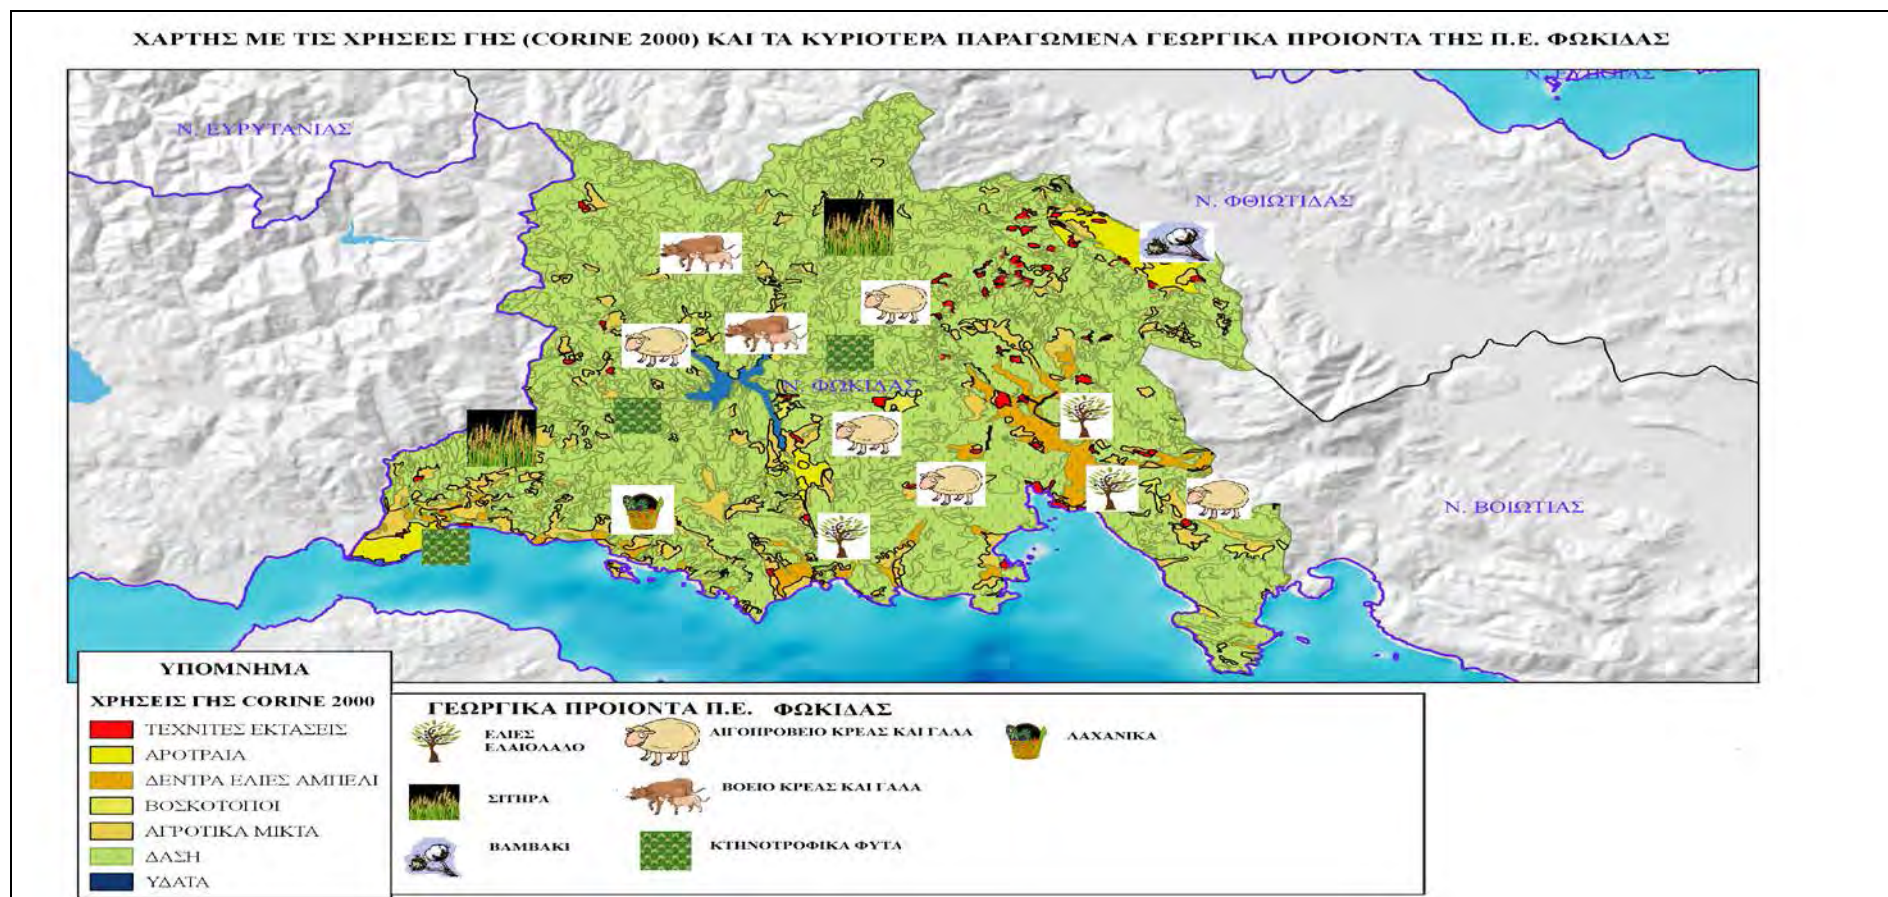 ΧΑΡΤΗΣ ΜΕ ΤΙΣ ΧΡΗΣΕΙΣ ΓΗΣ (CORINE 2000) ΚΑΙ ΤΑ ΚΥΡΙΟΤΕΡΑ ΠΑΡΑΓΩΜΕΝΑ ΓΕΩΡΓΙΚΑ ΠΡΟΙΟΝΤΑ ΤΗΣ Π.Ε. ΦΩΚΙΔΑΣ
Ν. ΕΥΡΥΤΑΝΙΑΣ
Ν. ΦΘΙΩΤΙΔΑΣ
Ν. ΦΩΚΙΔΑΣ
Ν. ΒΟΙΩΤΙΑΣ
ΥΠΟΜΝΗΜΑ
ΧΡΗΣΕΙΣ ΓΗΣ CORINE 2000
ΤΕΧΝΙΤΕΣ ΕΚΤΑΣΕΙΣ
ΑΡΟΤΡΑΙΑ
ΔΕΝΤΡΑ ΕΛΙΕΣ ΑΜΠΕΛΙ
ΒΟΣΚΟΤΟΠΟΙ
ΑΓΡΟΤΙΚΑ ΜΙΚΤΑ
ΔΑΣΗ
ΥΔΑΤΑ
ΓΕΩΡΓΙΚΑ ΠΡΟΙΟΝΤΑ Π.Ε. ΦΩΚΙΔΑΣ
ΕΛΙΕΣ
ΕΛΑΙΟΛΑΔΟ
ΑΙΓΟΠΡΟΒΕΙΟ ΚΡΕΑΣ ΚΑΙ ΓΑΛΑ
ΛΑΧΑΝΙΚΑ
ΣΙΤΗΡΑ
ΒΟΕΙΟ ΚΡΕΑΣ ΚΑΙ ΓΑΛΑ
ΒΑΜΒΑΚΙ
ΚΤΗΝΟΤΡΟΦΙΚΑ ΦΥΤΑ